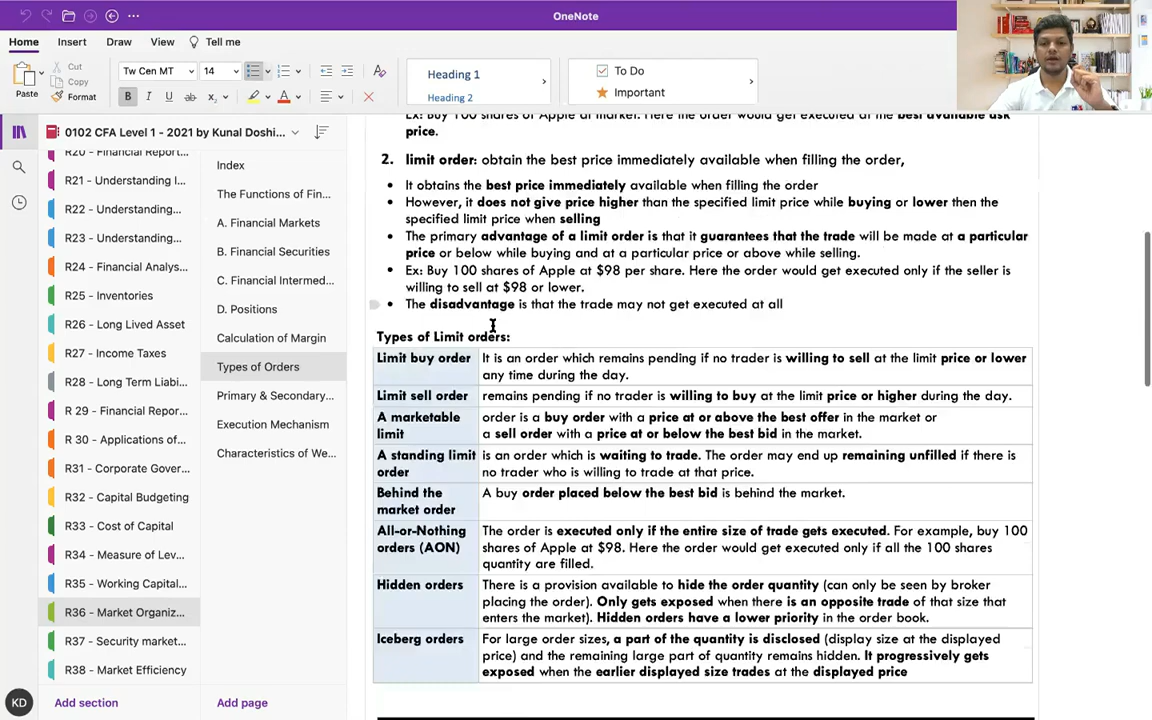 OneNote
Home Insert Draw View Tell me
Cut
Copy
Paste Format
Tw Cen MT 14
B I U ab x₂ A
Heading 1
Heading 2
To Do
Important
0102 CFA Level 1 - 2021 by Kunal Doshi...
R20 - Financial Report...
R21 - Understanding I...
R22 - Understanding...
R23 - Understanding...
R24 - Financial Analys...
R25 - Inventories
R26 - Long Lived Asset
R27 - Income Taxes
R28 - Long Term Liabi...
R 29 - Financial Repor...
R 30 - Applications of...
R31 - Corporate Gover...
R32 - Capital Budgeting
R33 - Cost of Capital
R34 - Measure of Lev...
R35 - Working Capital...
R36 - Market Organiz...
R37 - Security market...
R38 - Market Efficiency
KD
Add section
Index
The Functions of Fin...
A. Financial Markets
B. Financial Securities
C. Financial Intermed...
D. Positions
Calculation of Margin
Types of Orders
Primary & Secondary...
Execution Mechanism
Characteristics of We...
Add page
Ex: Buy 100 shares of Apple at market. Here the order would get executed at the best available ask
price.
2. limit order: obtain the best price immediately available when filling the order,
• It obtains the best price immediately available when filling the order
• However, it does not give price higher than the specified limit price while buying or lower then the
specified limit price when selling
• The primary advantage of a limit order is that it guarantees that the trade will be made at a particular
price or below while buying and at a particular price or above while selling.
• Ex: Buy 100 shares of Apple at $98 per share. Here the order would get executed only if the seller is
willing to sell at $98 or lower.
• The disadvantage is that the trade may not get executed at all
Types of Limit orders:
Limit buy order It is an order which remains pending if no trader is willing to sell at the limit price or lower
any time during the day.
Limit sell order remains pending if no trader is willing to buy at the limit price or higher during the day.
A marketable order is a buy order with a price at or above the best offer in the market or
limit a sell order with a price at or below the best bid in the market.
A standing limit is an order which is waiting to trade. The order may end up remaining unfilled if there is
order no trader who is willing to trade at that price.
Behind the A buy order placed below the best bid is behind the market.
market order
All-or-Nothing The order is executed only if the entire size of trade gets executed. For example, buy 100
orders (AON) shares of Apple at $98. Here the order would get executed only if all the 100 shares
quantity are filled.
Hidden orders There is a provision available to hide the order quantity (can only be seen by broker
placing the order). Only gets exposed when there is an opposite trade of that size that
enters the market). Hidden orders have a lower priority in the order book.
Iceberg orders For large order sizes, a part of the quantity is disclosed (display size at the displayed
price) and the remaining large part of quantity remains hidden. It progressively gets
exposed when the earlier displayed size trades at the displayed price